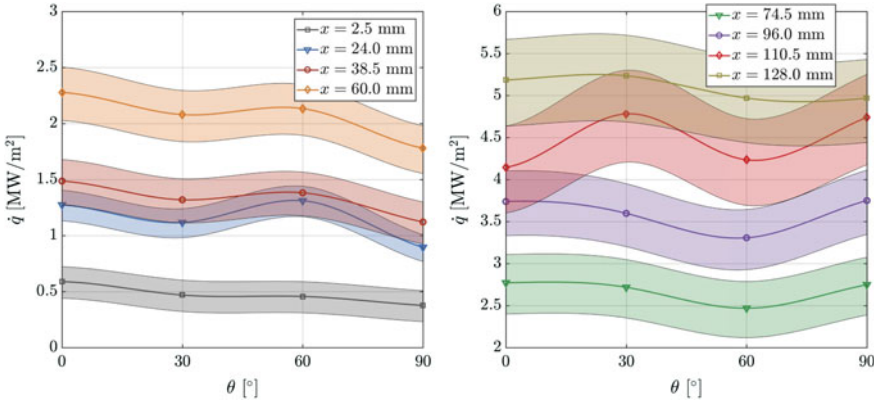 3
2.5
2
1.5
1
0.5
0
q̇ [MW/m²]
0 30 60 90
θ [°]
x = 2.5 mm
x = 24.0 mm
x = 38.5 mm
x = 60.0 mm
6
5.5
5
4.5
4
3.5
3
2.5
2
q̇ [MW/m²]
0 30 60 90
θ [°]
x = 74.5 mm
x = 96.0 mm
x = 110.5 mm
x = 128.0 mm